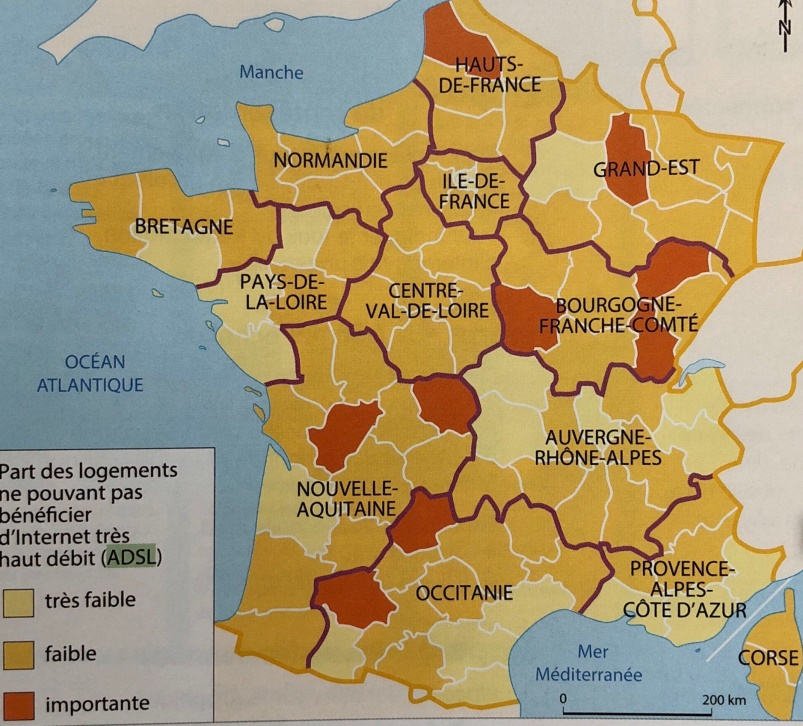 N
Manche
HAUTS-
DE-FRANCE
NORMANDIE
ILE-DE-
FRANCE
GRAND-EST
BRETAGNE
PAYS-DE-
LA-LOIRE
CENTRE-
VAL-DE-LOIRE
BOURGOGNE-
FRANCHE-COMTÉ
OCÉAN
ATLANTIQUE
AUVERGNE-
RHÔNE-ALPES
NOUVELLE-
AQUITAINE
OCCITANIE
PROVENCE-
ALPES-
CÔTE D'AZUR
CORSE
Mer
Méditerranée
0 200 km
Part des logements
ne pouvant pas
bénéficier
d'Internet très
haut débit (ADSL)
très faible
faible
importante